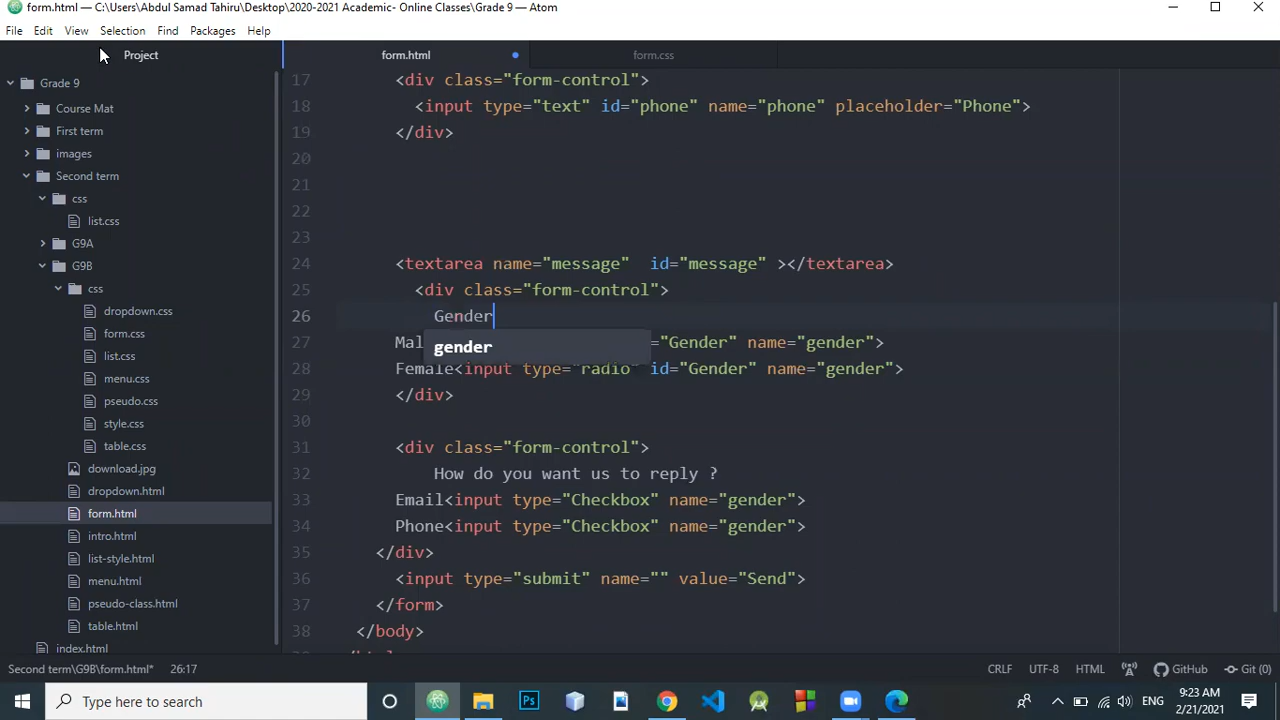 form.html — C:\Users\Abdul Samad Tahiru\Desktop\2020-2021 Academic- Online Classes\Grade 9 — Atom
File Edit View Selection Find Packages Help
Project
form.html
form.css
Grade 9
Course Mat
First term
images
Second term
css
list.css
G9A
G9B
css
dropdown.css
form.css
list.css
menu.css
pseudo.css
style.css
table.css
download.jpg
dropdown.html
form.html
intro.html
list-style.html
menu.html
pseudo-class.html
table.html
index.html
17 <div class="form-control">
18 <input type="text" id="phone" name="phone" placeholder="Phone">
19 </div>
20
21
22
23
24 <textarea name="message"  id="message" ></textarea>
25 <div class="form-control">
26 Gender
gender
27 Mal ="Gender" name="gender">
28 Female<input type="radio" id="Gender" name="gender">
29 </div>
30
31 <div class="form-control">
32 How do you want us to reply ?
33 Email<input type="Checkbox" name="gender">
34 Phone<input type="Checkbox" name="gender">
35 </div>
36 <input type="submit" name="" value="Send">
37 </form>
38 </body>
Second term\G9B\form.html* 26:17 CRLF UTF-8 HTML GitHub Git (0)
Type here to search
Ps
ENG
9:23 AM
2/21/2021